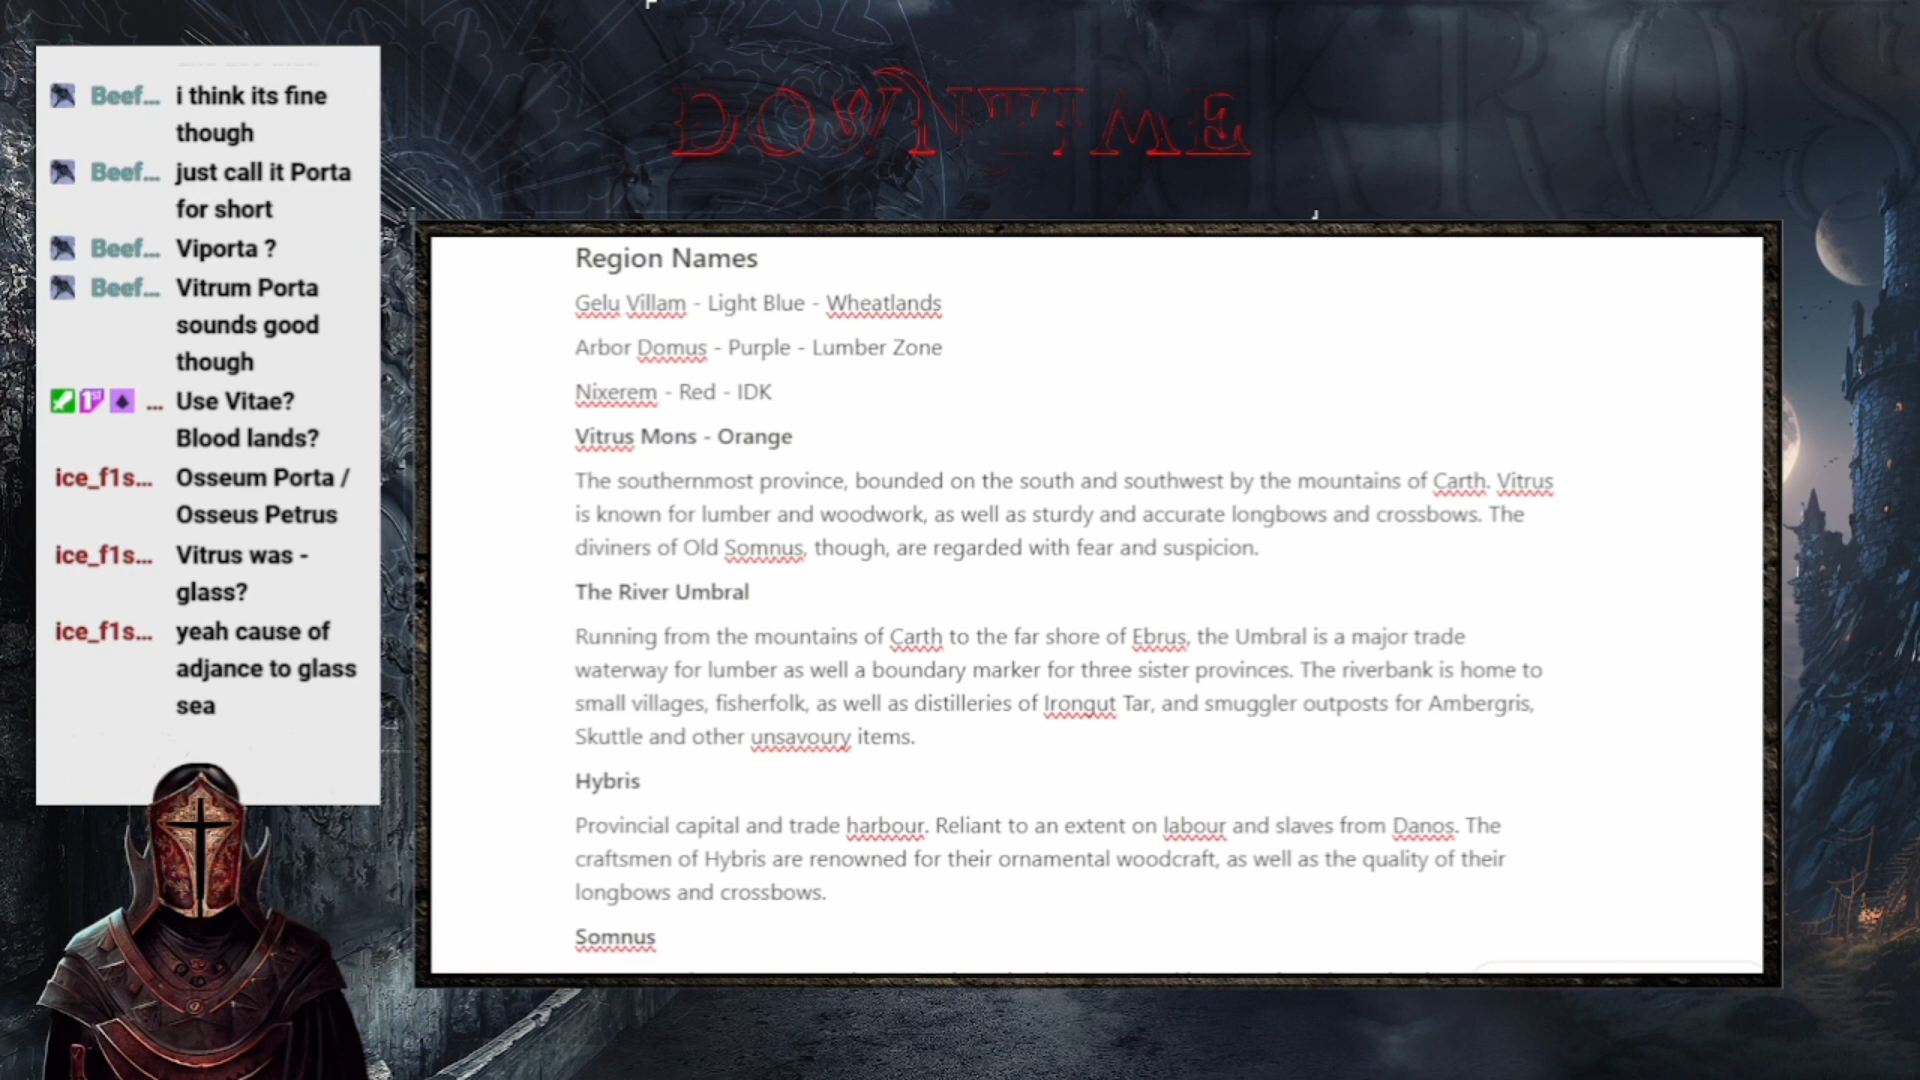 Beef... i think its fine
though
Beef... just call it Porta
for short
Beef... Viporta ?
Beef... Vitrum Porta
sounds good
though
1ST ... Use Vitae?
Blood lands?
ice_f1s... Osseum Porta /
Osseus Petrus
ice_f1s... Vitrus was -
glass?
ice_f1s... yeah cause of
adjance to glass
sea
DOWNTIME
Region Names
Gelu Villam - Light Blue - Wheatlands
Arbor Domus - Purple - Lumber Zone
Nixerem - Red - IDK
Vitrus Mons - Orange
The southernmost province, bounded on the south and southwest by the mountains of Carth. Vitrus
is known for lumber and woodwork, as well as sturdy and accurate longbows and crossbows. The
diviners of Old Somnus, though, are regarded with fear and suspicion.
The River Umbral
Running from the mountains of Carth to the far shore of Ebrus, the Umbral is a major trade
waterway for lumber as well a boundary marker for three sister provinces. The riverbank is home to
small villages, fisherfolk, as well as distilleries of Irongut Tar, and smuggler outposts for Ambergris,
Skuttle and other unsavoury items.
Hybris
Provincial capital and trade harbour. Reliant to an extent on labour and slaves from Danos. The
craftsmen of Hybris are renowned for their ornamental woodcraft, as well as the quality of their
longbows and crossbows.
Somnus